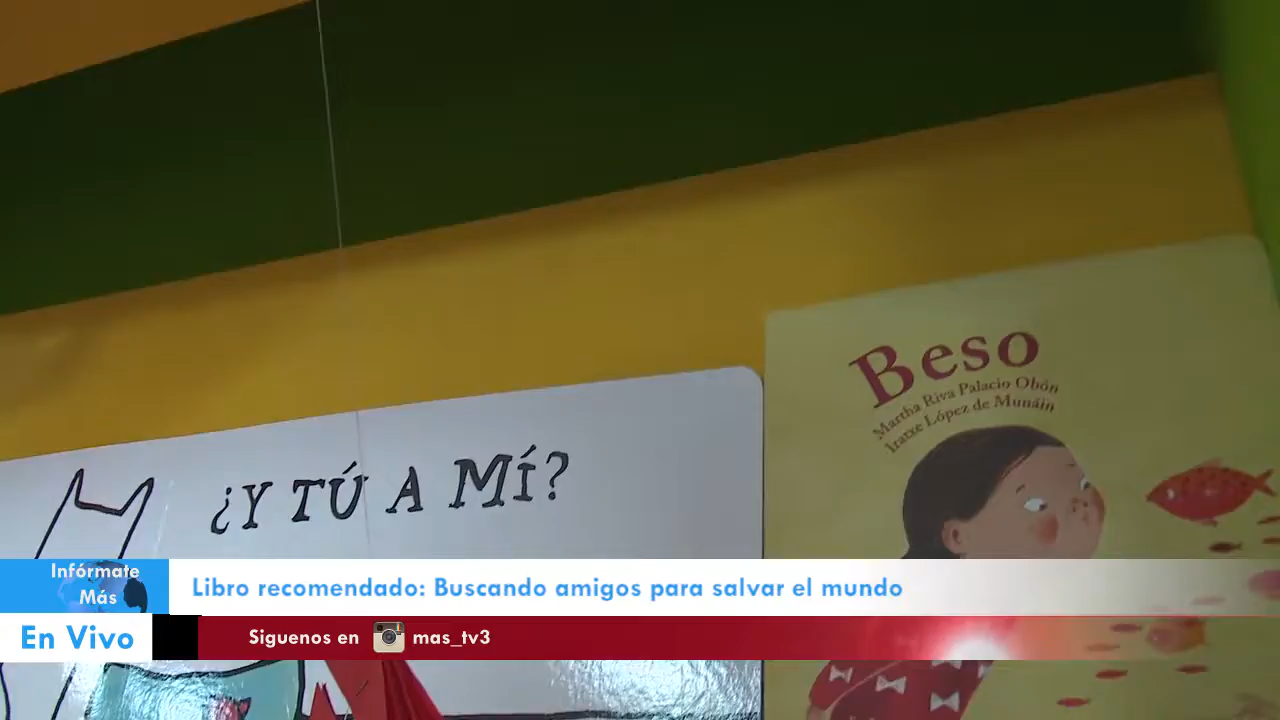 Beso
Martha Riva Palacio Obón
Iratxe López de Munáin
¿Y TÚ A MÍ?
Infórmate
Más
Libro recomendado: Buscando amigos para salvar el mundo
En Vivo
Siguenos en mas_tv3